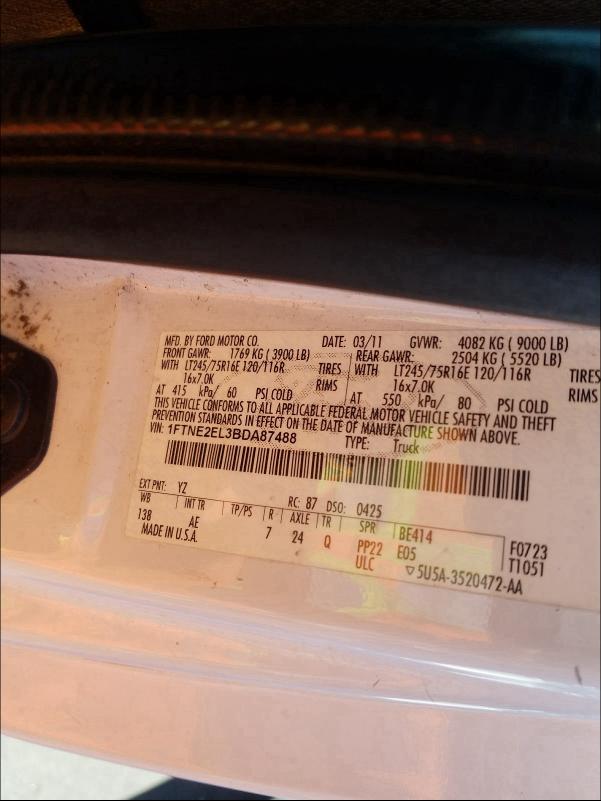 MFD. BY FORD MOTOR CO. DATE: 03/11 GVWR: 4082 KG ( 9000 LB)
FRONT GAWR: 1769 KG ( 3900 LB) REAR GAWR: 2504 KG ( 5520 LB)
WITH LT245/75R16E 120/116R TIRES WITH LT245/75R16E 120/116R TIRES
16x7.0K RIMS 16x7.0K RIMS
AT 415 kPa/ 60 PSI COLD AT 550 kPa/ 80 PSI COLD
THIS VEHICLE CONFORMS TO ALL APPLICABLE FEDERAL MOTOR VEHICLE SAFETY AND THEFT
PREVENTION STANDARDS IN EFFECT ON THE DATE OF MANUFACTURE SHOWN ABOVE.
VIN: 1FTNE2EL3BDA87488 TYPE: Truck
EXT PNT: YZ RC: 87 DSO: 0425
WB INT TR TP/PS R AXLE TR SPR BE414 F0723
138 AE 7 24 Q PP22 E05 T1051
MADE IN U.S.A. ULC ▽5U5A-3520472-AA